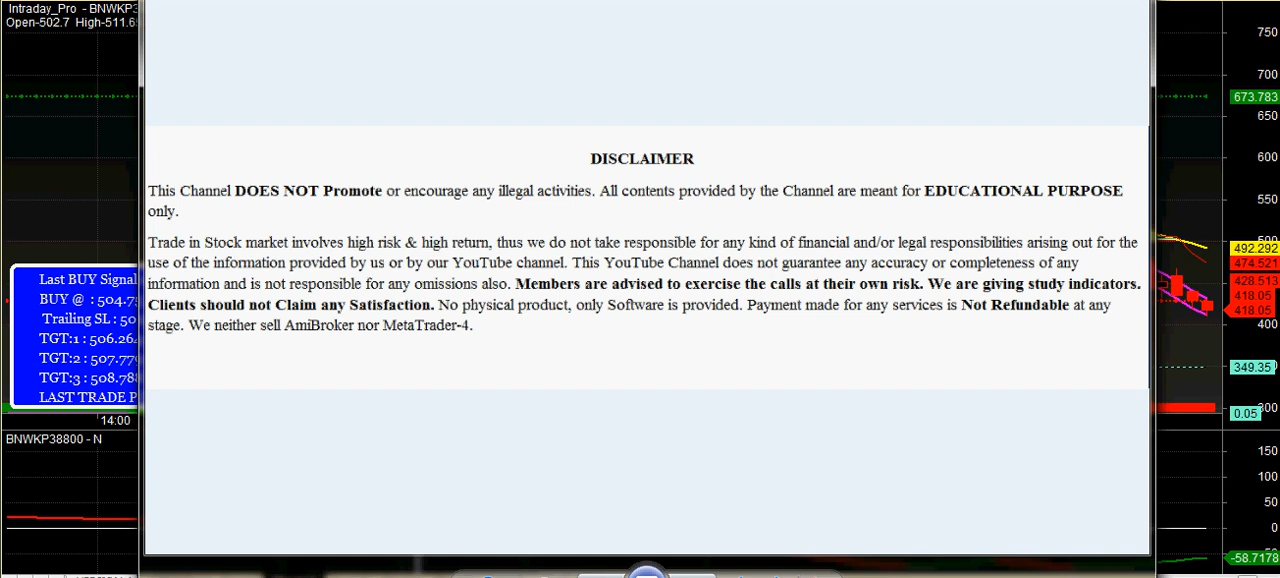 Intraday_Pro - BNWKP3
Open-502.7 High-511.6
DISCLAIMER
This Channel DOES NOT Promote or encourage any illegal activities. All contents provided by the Channel are meant for EDUCATIONAL PURPOSE
only.
Trade in Stock market involves high risk & high return, thus we do not take responsible for any kind of financial and/or legal responsibilities arising out for the
use of the information provided by us or by our YouTube channel. This YouTube Channel does not guarantee any accuracy or completeness of any
information and is not responsible for any omissions also. Members are advised to exercise the calls at their own risk. We are giving study indicators.
Clients should not Claim any Satisfaction. No physical product, only Software is provided. Payment made for any services is Not Refundable at any
stage. We neither sell AmiBroker nor MetaTrader-4.
Last BUY Signal
BUY @ : 504.7
Trailing SL : 50
TGT:1 : 506.264
TGT:2 : 507.77
TGT:3 : 508.788
LAST TRADE P
14:00
BNWKP38800 - N
750
700
673.783
650
600
550
500
492.292
474.521
428.513
418.05
418.05
400
349.35
300
0.05
150
100
50
0
-58.7178